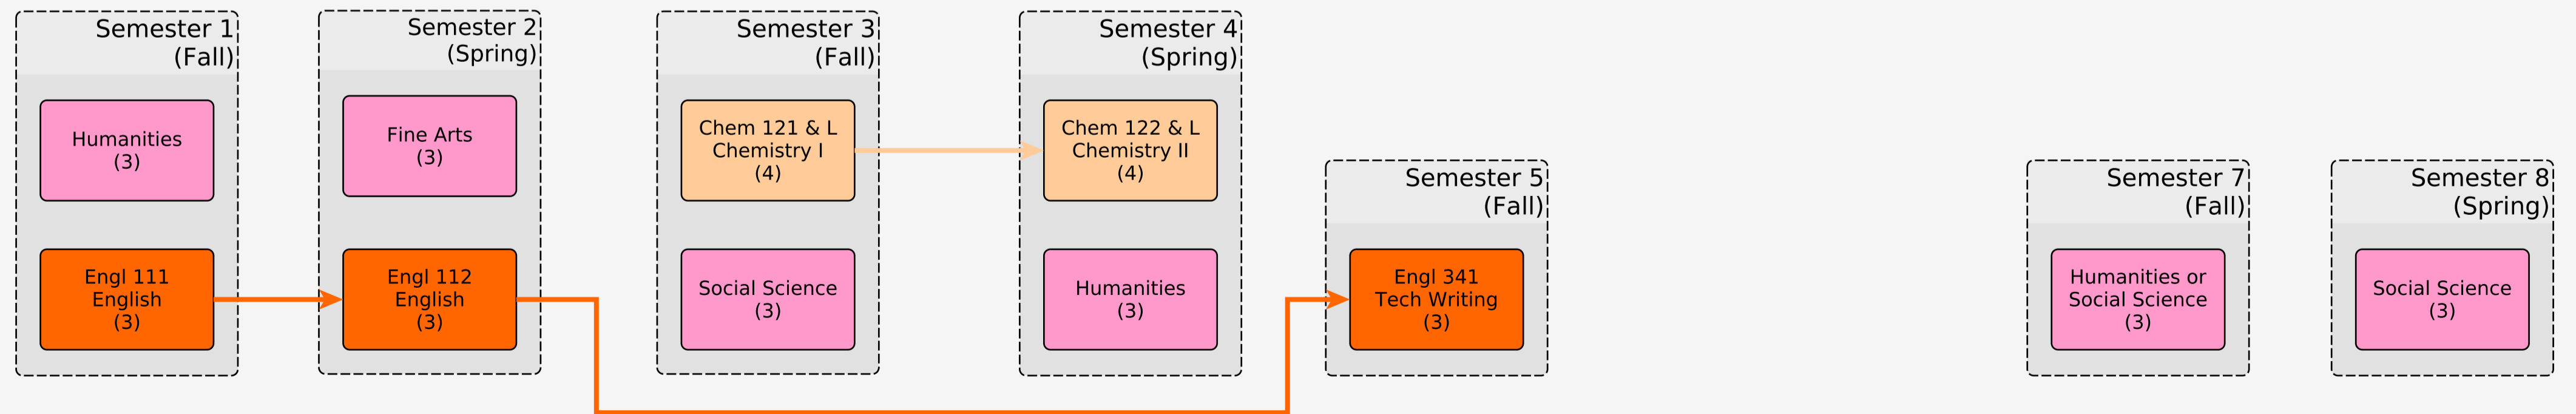 Semester 1
(Fall)
Humanities
(3)
Engl 111
English
(3)
Semester 2
(Spring)
Fine Arts
(3)
Engl 112
English
(3)
Semester 3
(Fall)
Chem 121 & L
Chemistry I
(4)
Social Science
(3)
Semester 4
(Spring)
Chem 122 & L
Chemistry II
(4)
Humanities
(3)
Semester 5
(Fall)
Engl 341
Tech Writing
(3)
Semester 7
(Fall)
Humanities or
Social Science
(3)
Semester 8
(Spring)
Social Science
(3)